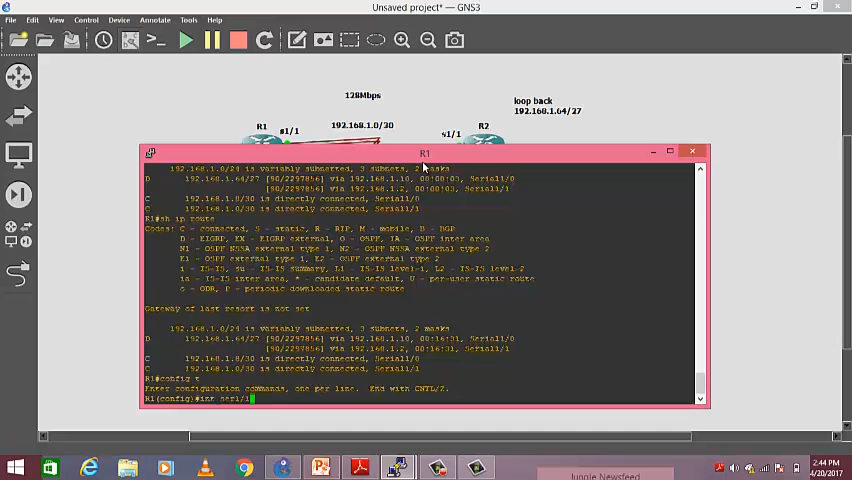 Unsaved project* — GNS3
File Edit View Control Device Annotate Tools Help
128Mbps
loop back
192.168.1.64/27
R1
s1/1
192.168.1.0/30
s1/1
R2
R1
192.168.1.0/24 is variably subnetted, 3 subnets, 2 masks
D 192.168.1.64/27 [90/2297856] via 192.168.1.10, 00:00:03, Serial1/0
[90/2297856] via 192.168.1.2, 00:00:03, Serial1/1
C 192.168.1.8/30 is directly connected, Serial1/0
C 192.168.1.0/30 is directly connected, Serial1/1
R1#sh ip route
Codes: C - connected, S - static, R - RIP, M - mobile, B - BGP
D - EIGRP, EX - EIGRP external, O - OSPF, IA - OSPF inter area
N1 - OSPF NSSA external type 1, N2 - OSPF NSSA external type 2
E1 - OSPF external type 1, E2 - OSPF external type 2
i - IS-IS, su - IS-IS summary, L1 - IS-IS level-1, L2 - IS-IS level-2
ia - IS-IS inter area, * - candidate default, U - per-user static route
o - ODR, P - periodic downloaded static route
Gateway of last resort is not set
192.168.1.0/24 is variably subnetted, 3 subnets, 2 masks
D 192.168.1.64/27 [90/2297856] via 192.168.1.10, 00:16:31, Serial1/0
[90/2297856] via 192.168.1.2, 00:16:31, Serial1/1
C 192.168.1.8/30 is directly connected, Serial1/0
C 192.168.1.0/30 is directly connected, Serial1/1
R1#config t
Enter configuration commands, one per line. End with CNTL/Z.
R1(config)#int ser1/1
Jungle Newsfeed
2:44 PM
4/20/2017